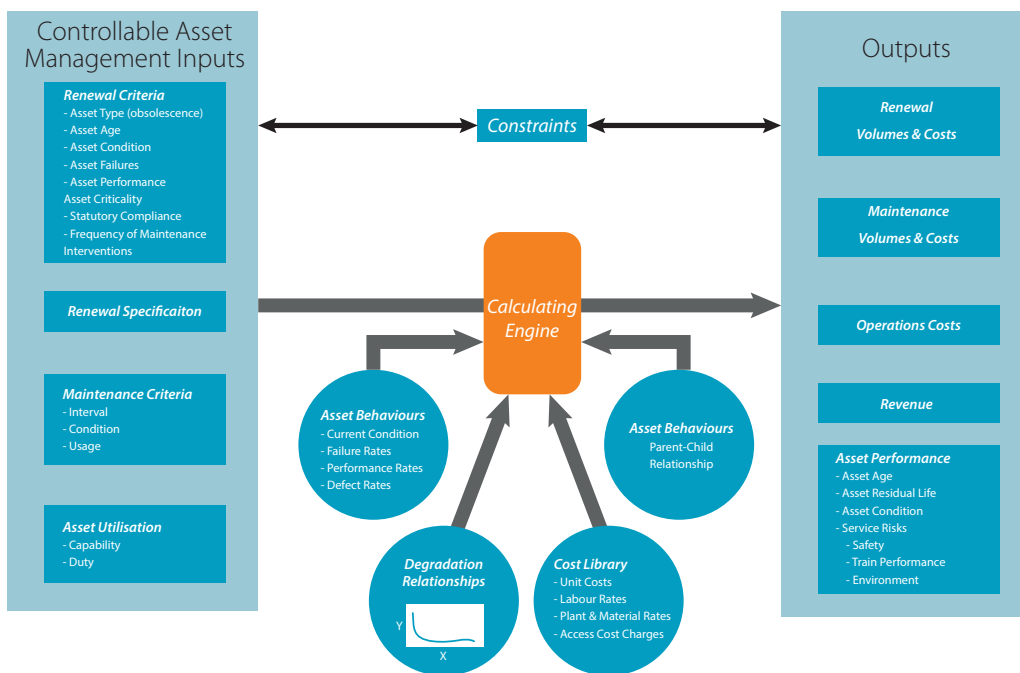 Controllable Asset
Management Inputs
Renewal Criteria
- Asset Type (obsolescence)
- Asset Age
- Asset Condition
- Asset Failures
- Asset Performance
Asset Criticality
- Statutory Compliance
- Frequency of Maintenance
Interventions
Renewal Specificaiton
Maintenance Criteria
- Interval
- Condition
- Usage
Asset Utilisation
- Capability
- Duty
Constraints
Calculating
Engine
Asset Behaviours
- Current Condition
- Failure Rates
- Performance Rates
- Defect Rates
Asset Behaviours
Parent-Child
Relationship
Degradation
Relationships
Y
X
Cost Library
- Unit Costs
- Labour Rates
- Plant & Material Rates
- Access Cost Charges
Outputs
Renewal
Volumes & Costs
Maintenance
Volumes & Costs
Operations Costs
Revenue
Asset Performance
- Asset Age
- Asset Residual Life
- Asset Condition
- Service Risks
- Safety
- Train Performance
- Environment